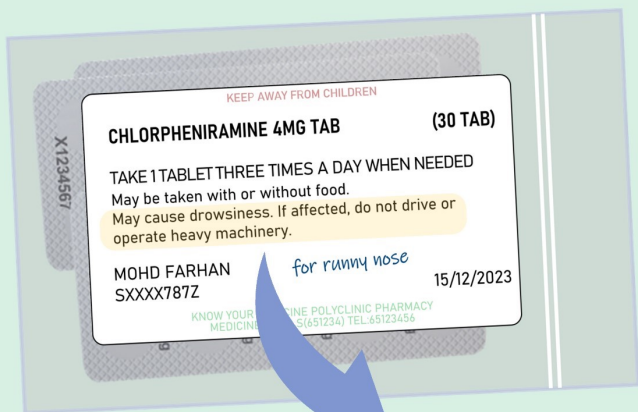 KEEP AWAY FROM CHILDREN
CHLORPHENIRAMINE 4MG TAB (30 TAB)
X1234567
TAKE 1 TABLET THREE TIMES A DAY WHEN NEEDED
May be taken with or without food.
May cause drowsiness. If affected, do not drive or
operate heavy machinery.
MOHD FARHAN for runny nose
SXXXX787Z 15/12/2023
KNOW YOUR POLYCLINIC PHARMACY
MEDICINE S(651234) TEL:65123456